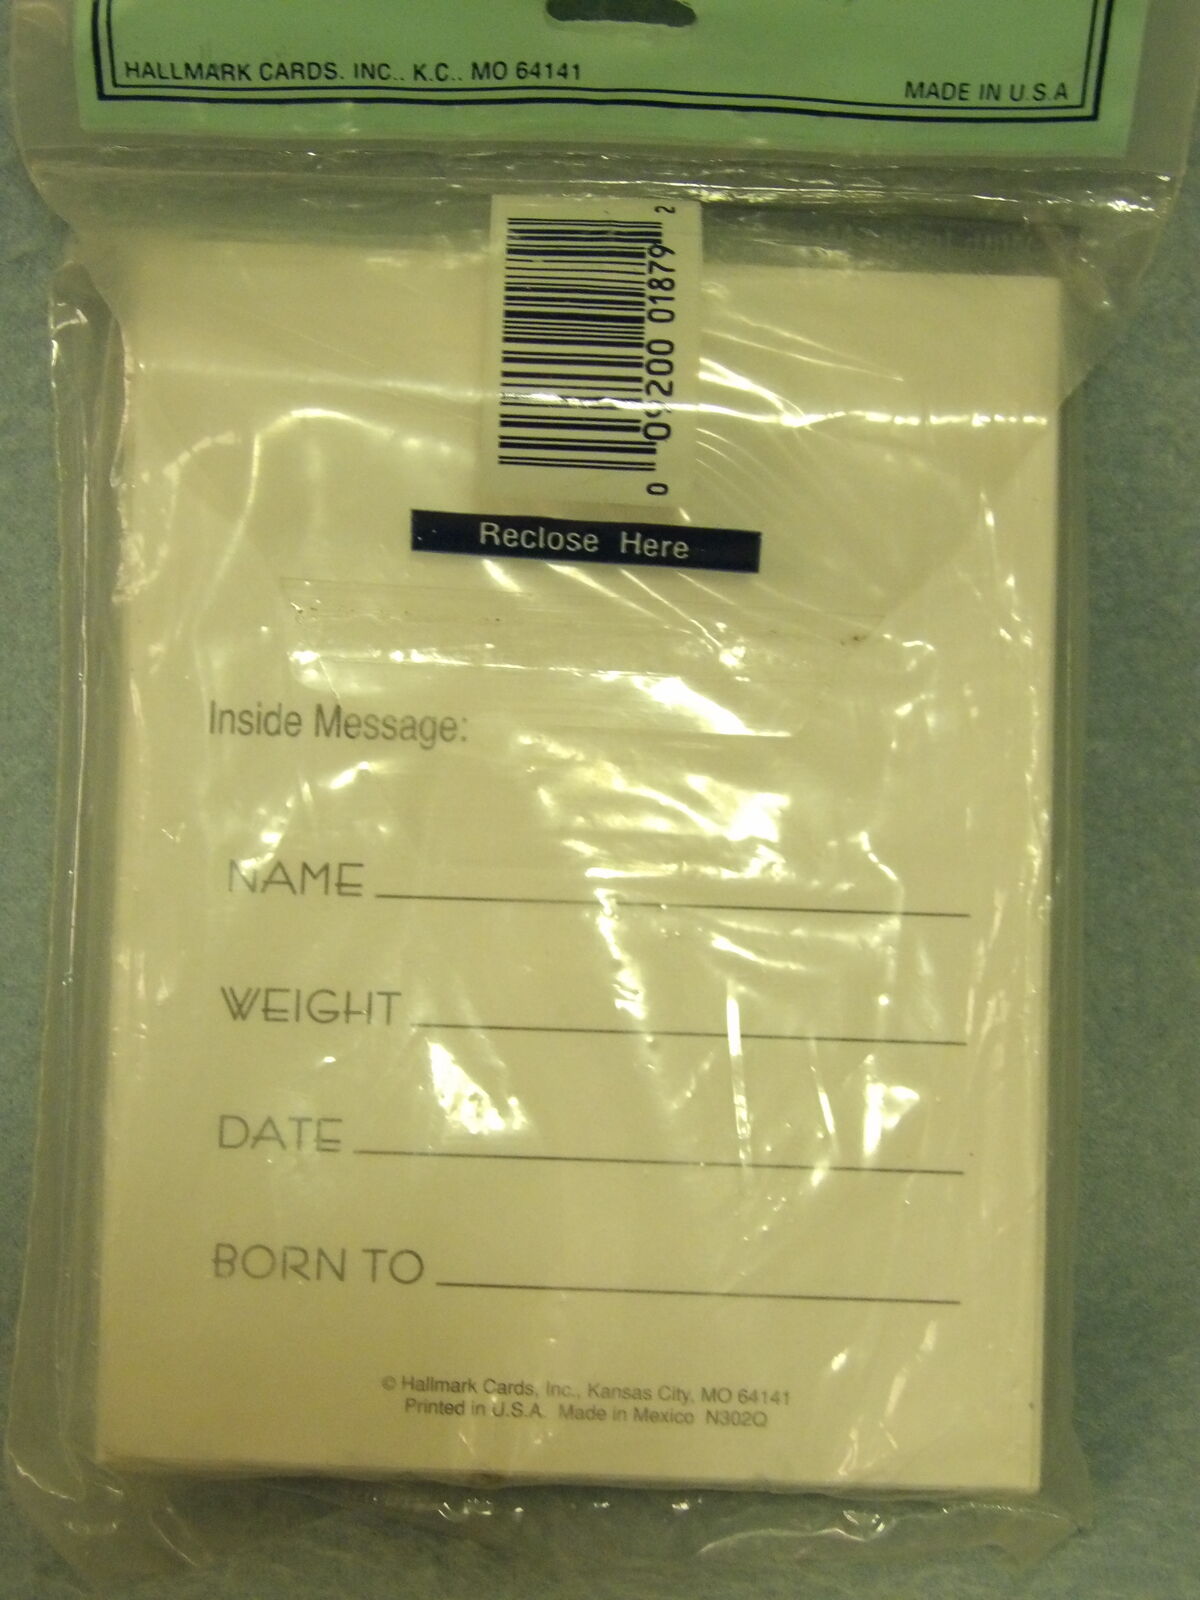 HALLMARK CARDS. INC.. K.C.. MO 64141
MADE IN U.S.A
0 09200 01879 2
Reclose Here
Inside Message:
NAME
WEIGHT
DATE
BORN TO
© Hallmark Cards, Inc., Kansas City, MO 64141
Printed in U.S.A. Made in Mexico N302Q